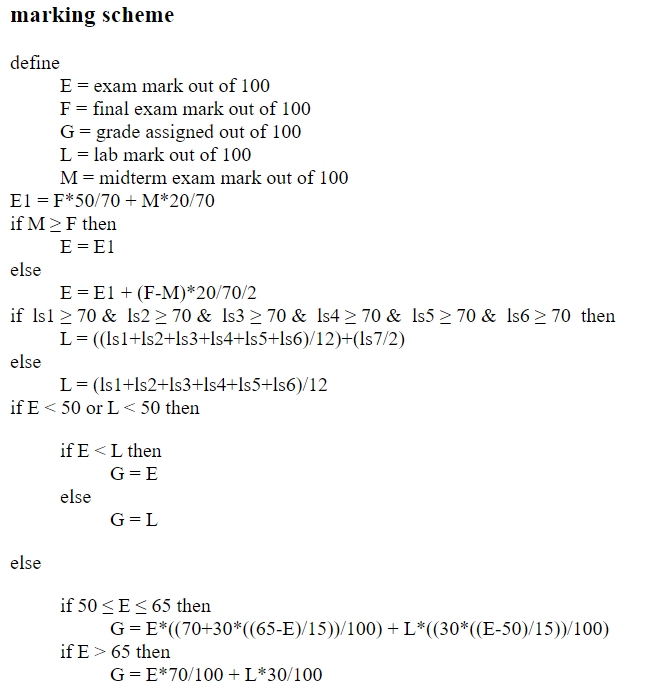 marking scheme
define
E = exam mark out of 100
F = final exam mark out of 100
G = grade assigned out of 100
L = lab mark out of 100
M = midterm exam mark out of 100
E1 = F*50/70 + M*20/70
if M ≥ F then
E = E1
else
E = E1 + (F-M)*20/70/2
if ls1 ≥ 70 & ls2 ≥ 70 & ls3 ≥ 70 & ls4 ≥ 70 & ls5 ≥ 70 & ls6 ≥ 70 then
L = ((ls1+ls2+ls3+ls4+ls5+ls6)/12)+(ls7/2)
else
L = (ls1+ls2+ls3+ls4+ls5+ls6)/12
if E < 50 or L < 50 then
if E < L then
G = E
else
G = L
else
if 50 ≤ E ≤ 65 then
G = E*((70+30*((65-E)/15))/100) + L*((30*((E-50)/15))/100)
if E > 65 then
G = E*70/100 + L*30/100